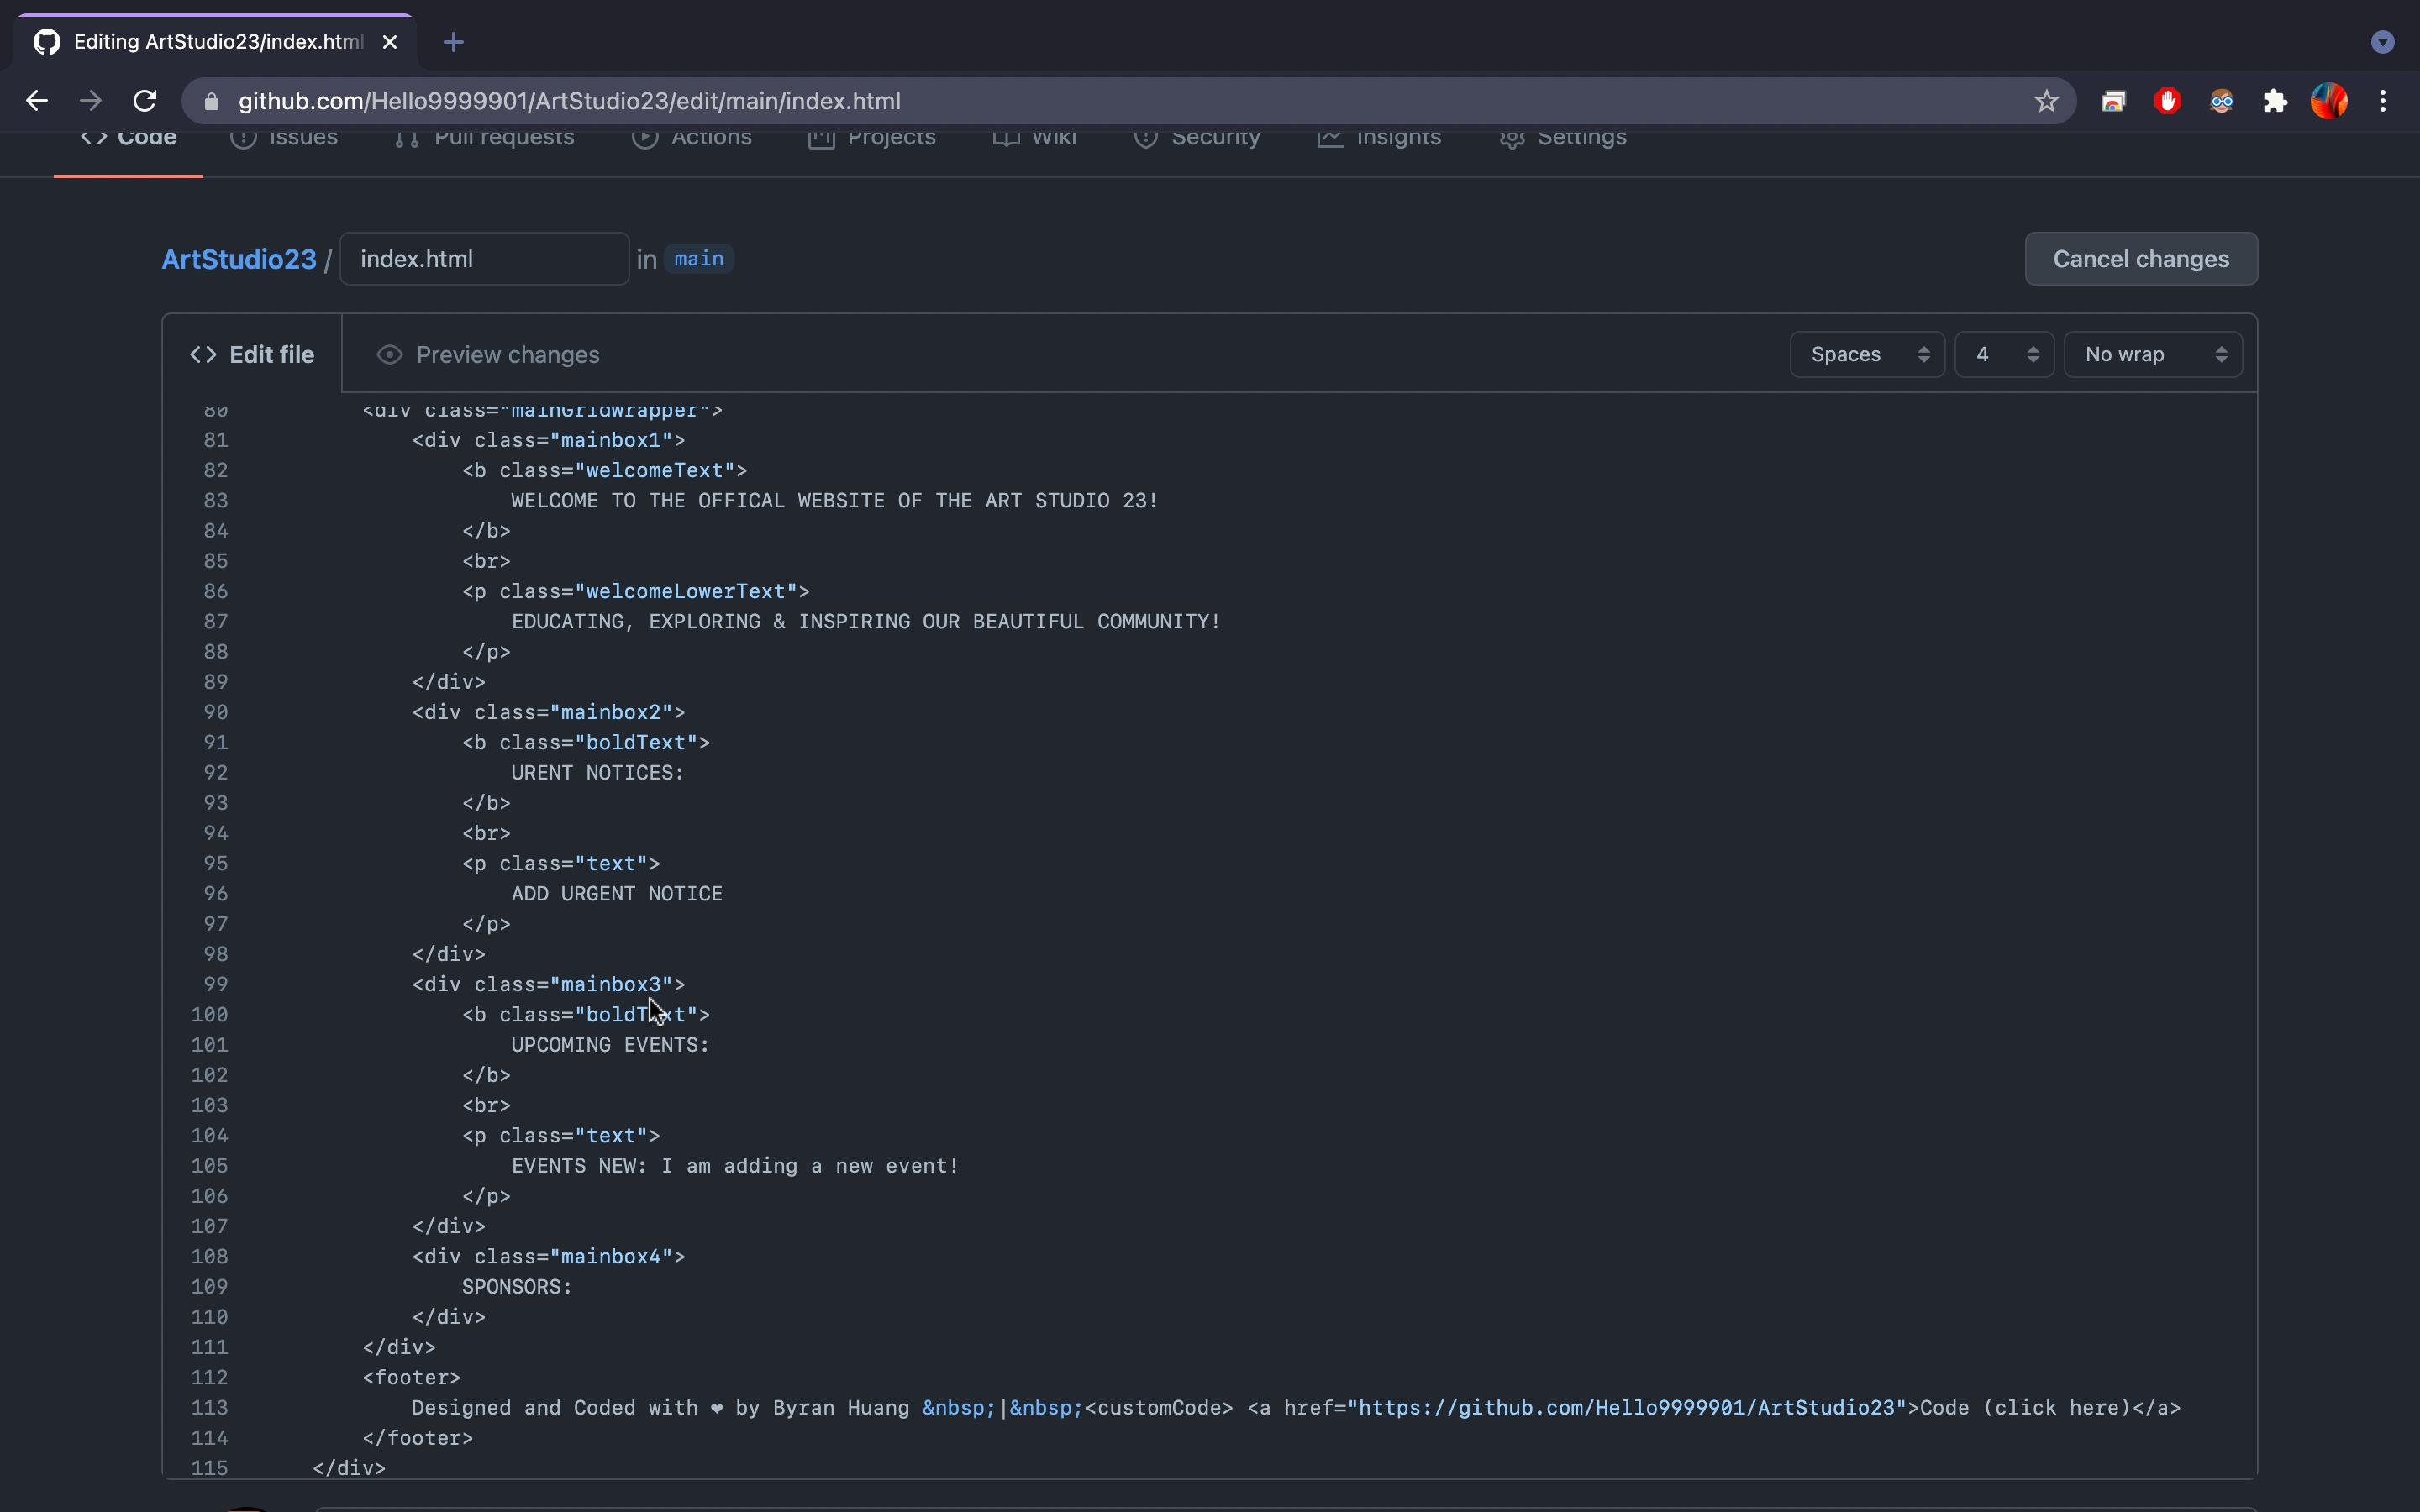 Editing ArtStudio23/index.html
github.com/Hello9999901/ArtStudio23/edit/main/index.html
<> Code Issues Pull requests Actions Projects Wiki Security Insights Settings
ArtStudio23 / index.html in main Cancel changes
<> Edit file Preview changes Spaces 4 No wrap
80 <div class="mainGridWrapper">
81 <div class="mainbox1">
82 <b class="welcomeText">
83 WELCOME TO THE OFFICAL WEBSITE OF THE ART STUDIO 23!
84 </b>
85 <br>
86 <p class="welcomeLowerText">
87 EDUCATING, EXPLORING & INSPIRING OUR BEAUTIFUL COMMUNITY!
88 </p>
89 </div>
90 <div class="mainbox2">
91 <b class="boldText">
92 URENT NOTICES:
93 </b>
94 <br>
95 <p class="text">
96 ADD URGENT NOTICE
97 </p>
98 </div>
99 <div class="mainbox3">
100 <b class="boldText">
101 UPCOMING EVENTS:
102 </b>
103 <br>
104 <p class="text">
105 EVENTS NEW: I am adding a new event!
106 </p>
107 </div>
108 <div class="mainbox4">
109 SPONSORS:
110 </div>
111 </div>
112 <footer>
113 Designed and Coded with ❤ by Byran Huang &nbsp;|&nbsp;<customCode> <a href="https://github.com/Hello9999901/ArtStudio23">Code (click here)</a>
114 </footer>
115 </div>